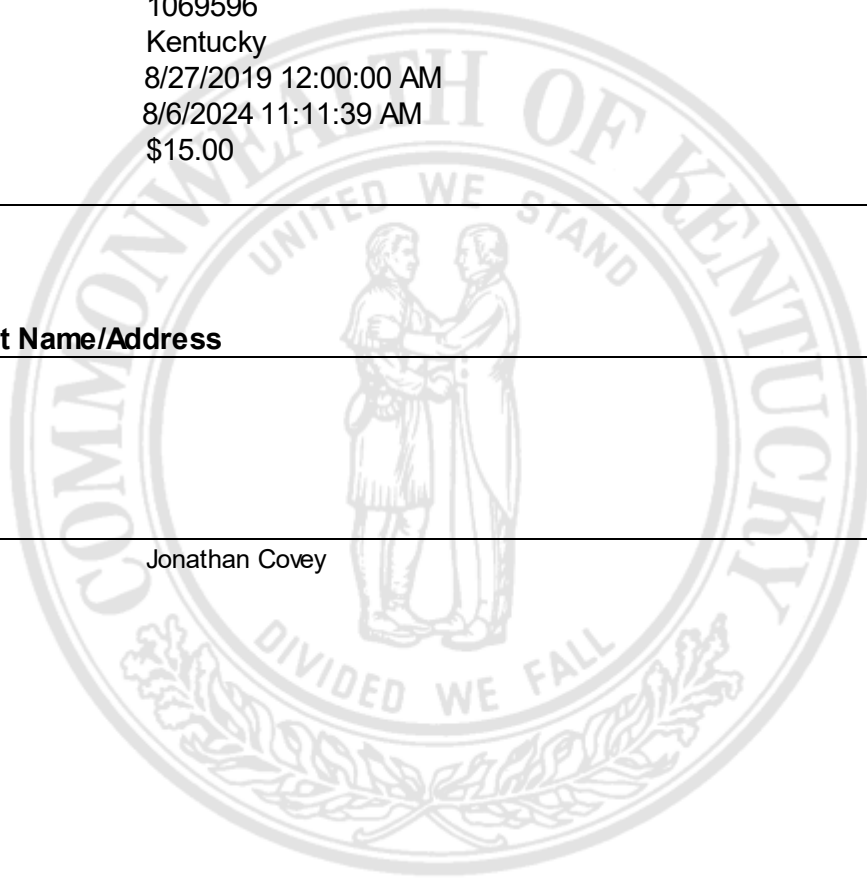 1069596
Kentucky
8/27/2019 12:00:00 AM
8/6/2024 11:11:39 AM
$15.00
t Name/Address
Jonathan Covey
COMMONWEALTH OF KENTUCKY
UNITED WE STAND
DIVIDED WE FALL